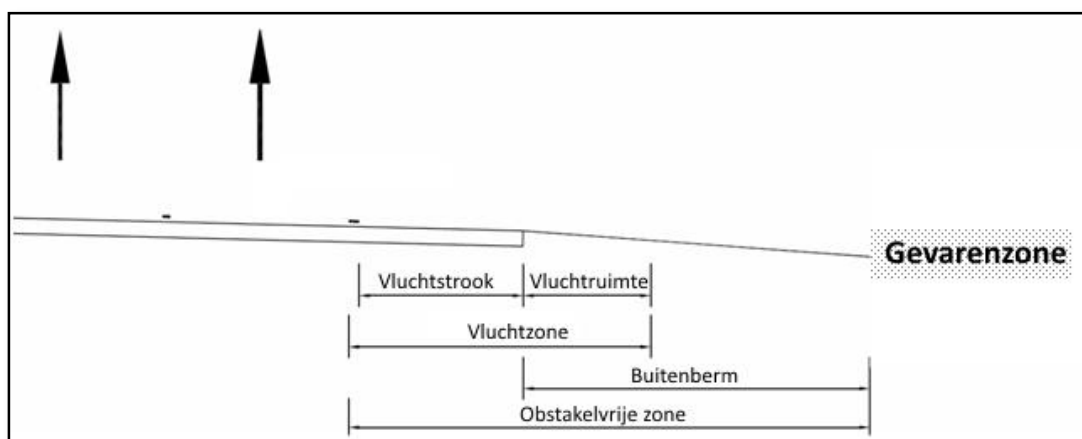 Gevarenzone
Vluchtstrook
Vluchtruimte
Vluchtzone
Buitenberm
Obstakelvrije zone